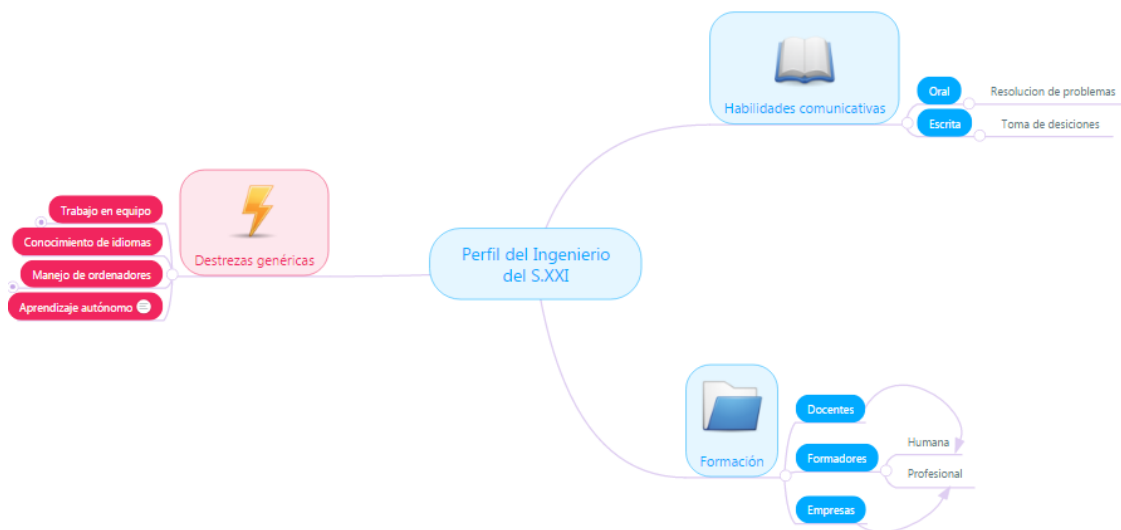 Habilidades comunicativas
Oral
Resolucion de problemas
Escrita
Toma de desiciones
Trabajo en equipo
Conocimiento de idiomas
Manejo de ordenadores
Aprendizaje autónomo
Destrezas genéricas
Perfil del Ingenierio
del S.XXI
Formación
Docentes
Formadores
Empresas
Humana
Profesional